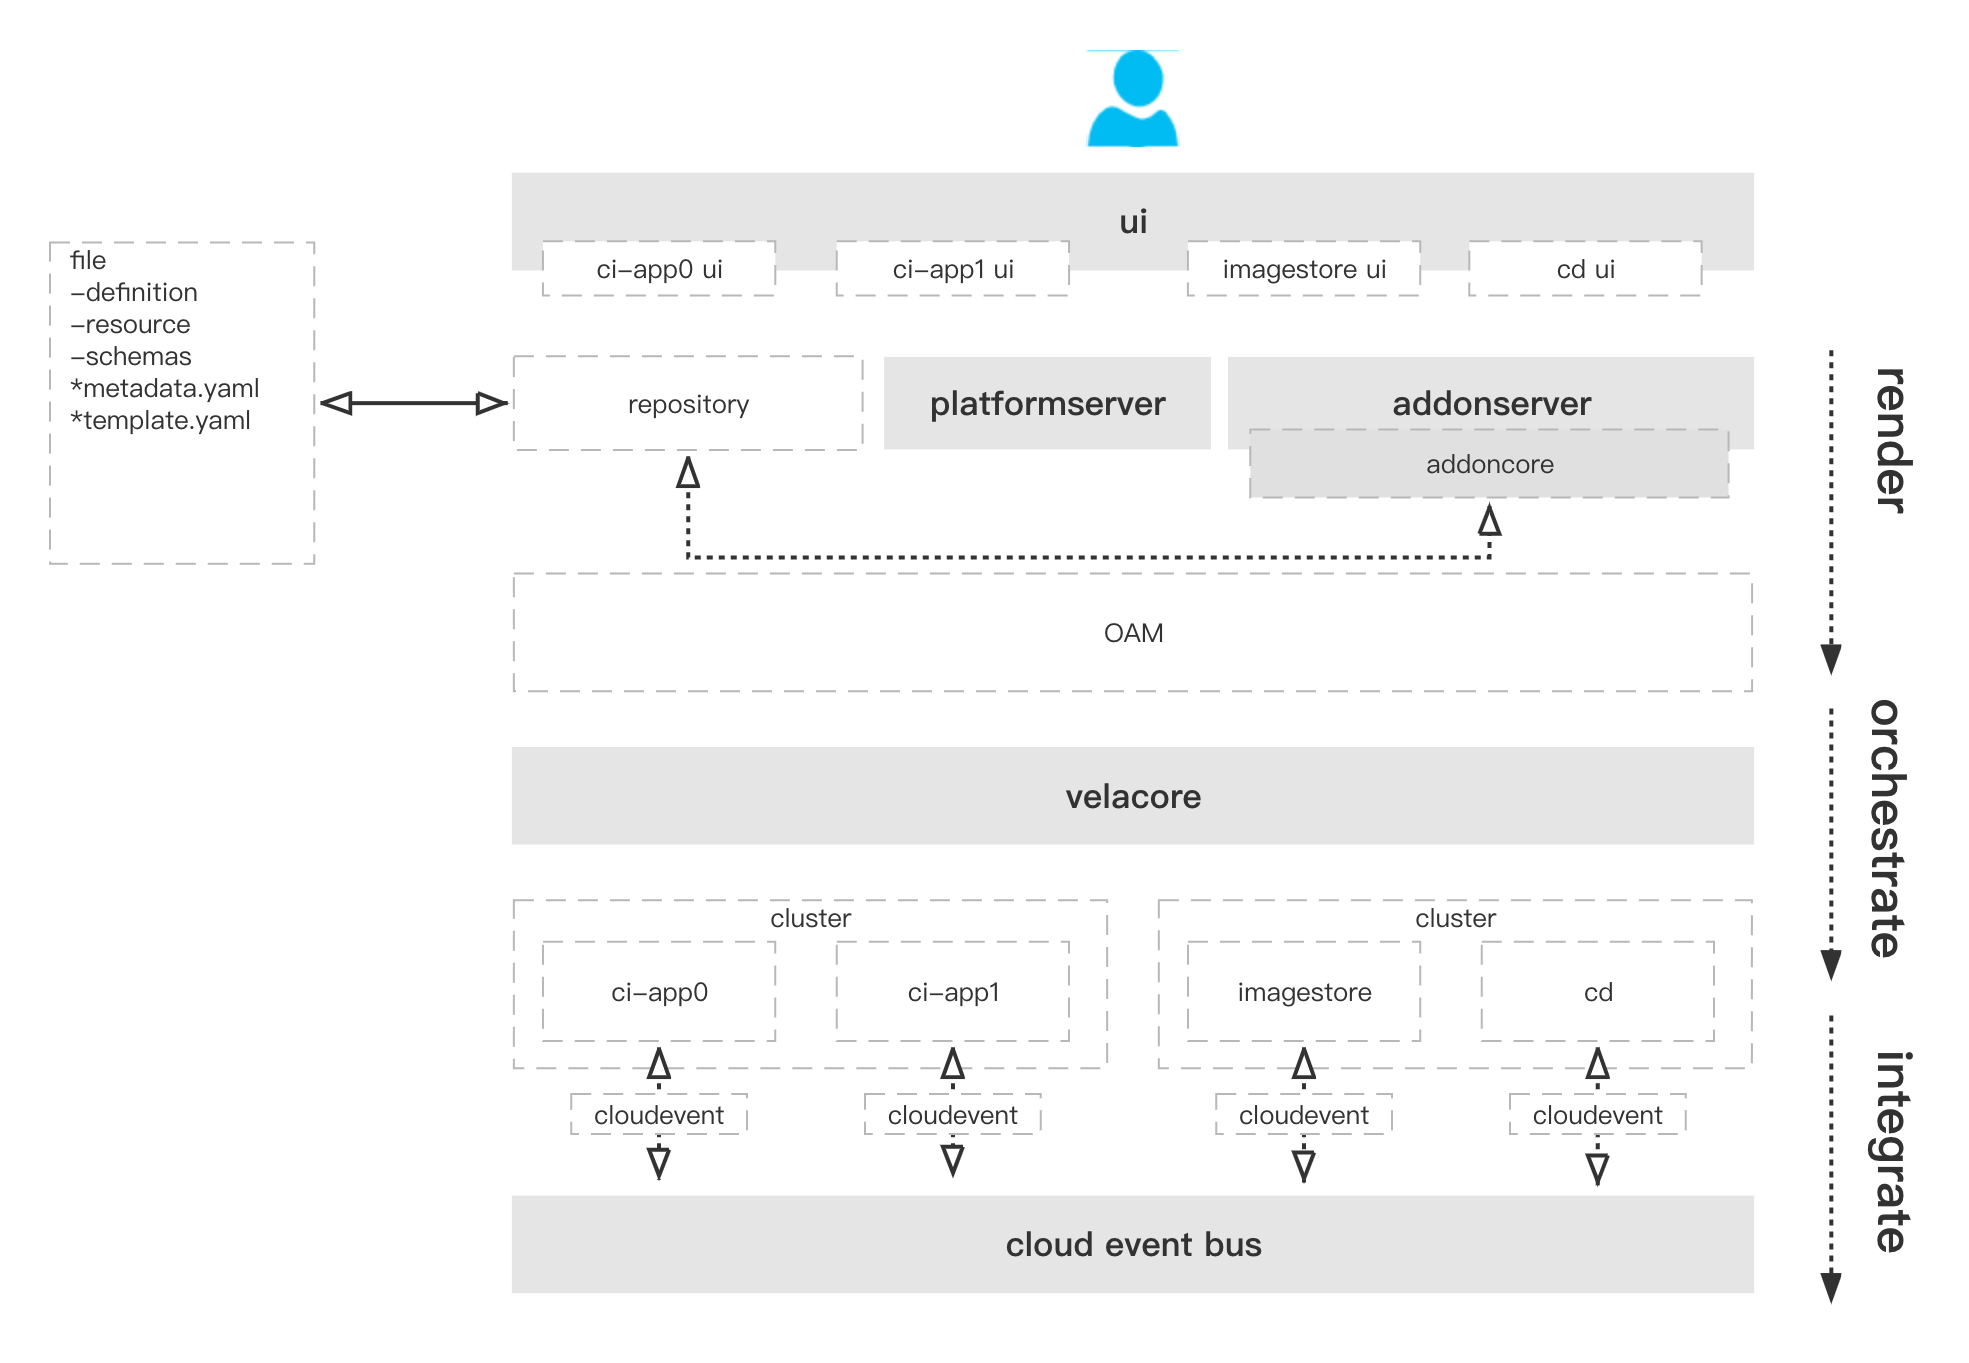 ui
ci-app0 ui
ci-app1 ui
imagestore ui
cd ui
file
-definition
-resource
-schemas
*metadata.yaml
*template.yaml
repository
platformserver
addonserver
addoncore
render
OAM
orchestrate
velacore
cluster
cluster
ci-app0
ci-app1
imagestore
cd
integrate
cloudevent
cloudevent
cloudevent
cloudevent
cloud event bus